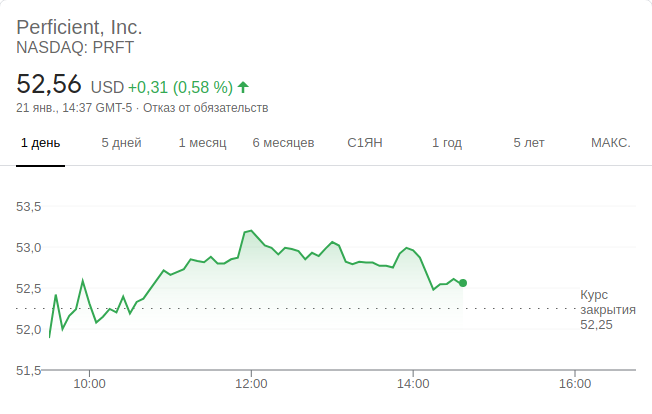 Perficient, Inc.
NASDAQ: PRFT
52,56 USD +0,31 (0,58 %)
21 янв., 14:37 GMT-5 · Отказ от обязательств
1 день 5 дней 1 месяц 6 месяцев С1ЯН 1 год 5 лет МАКС.
53,5
53,0
52,5
52,0
51,5
Курс
закрытия
52,25
10:00 12:00 14:00 16:00